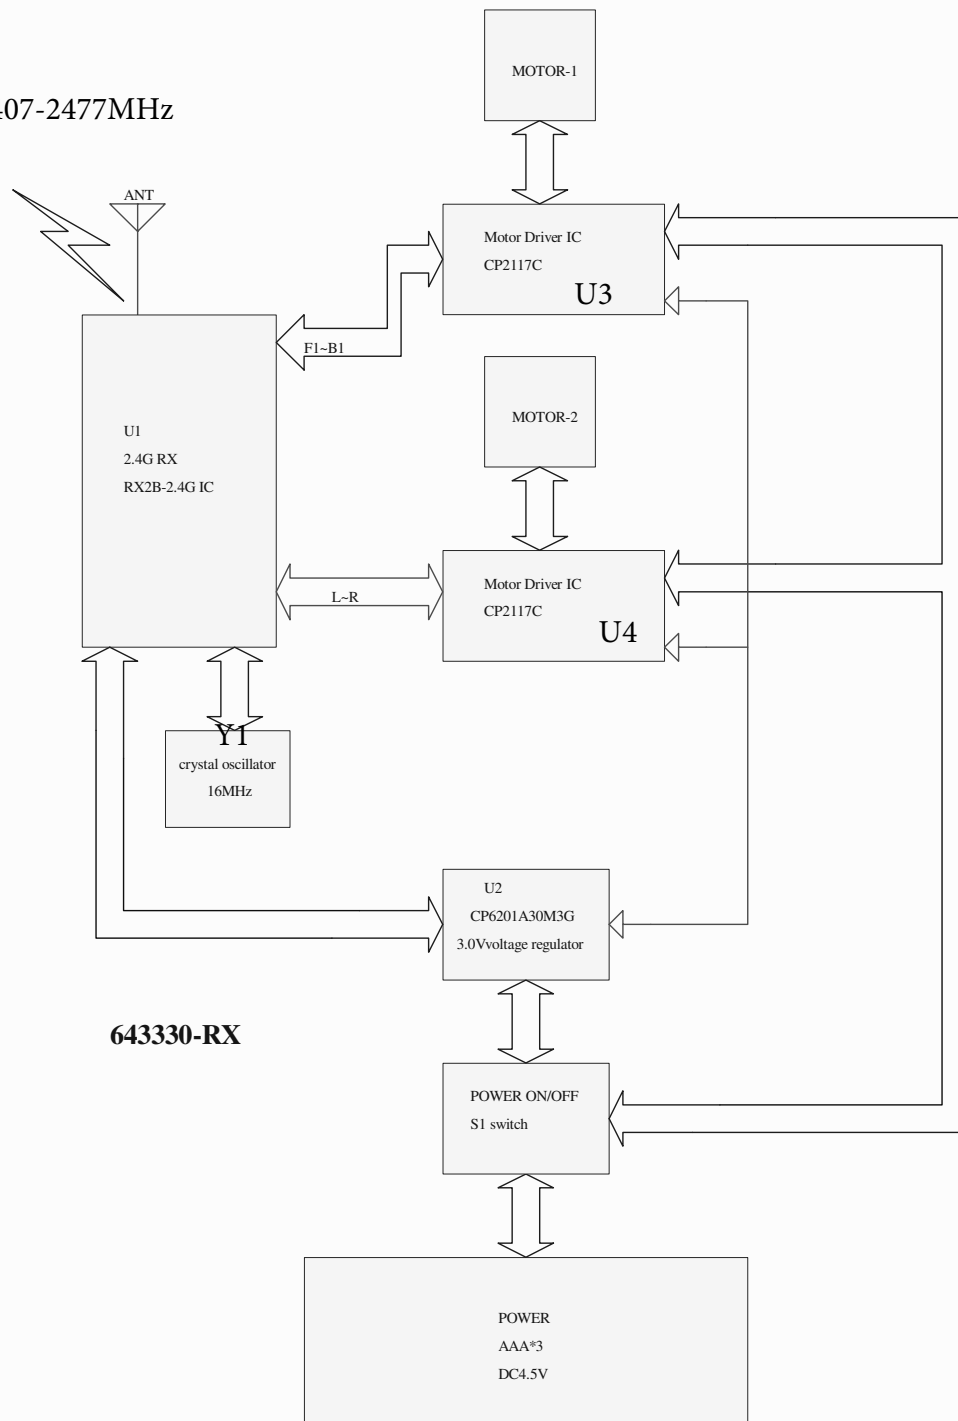 MOTOR-1
07-2477MHz
ANT
Motor Driver IC
CP2117C
U3
F1~B1
MOTOR-2
U1
2.4G RX
RX2B-2.4G IC
Motor Driver IC
CP2117C
U4
L~R
Y1
crystal oscillator
16MHz
U2
CP6201A30M3G
3.0Vvoltage regulator
643330-RX
POWER ON/OFF
S1 switch
POWER
AAA*3
DC4.5V